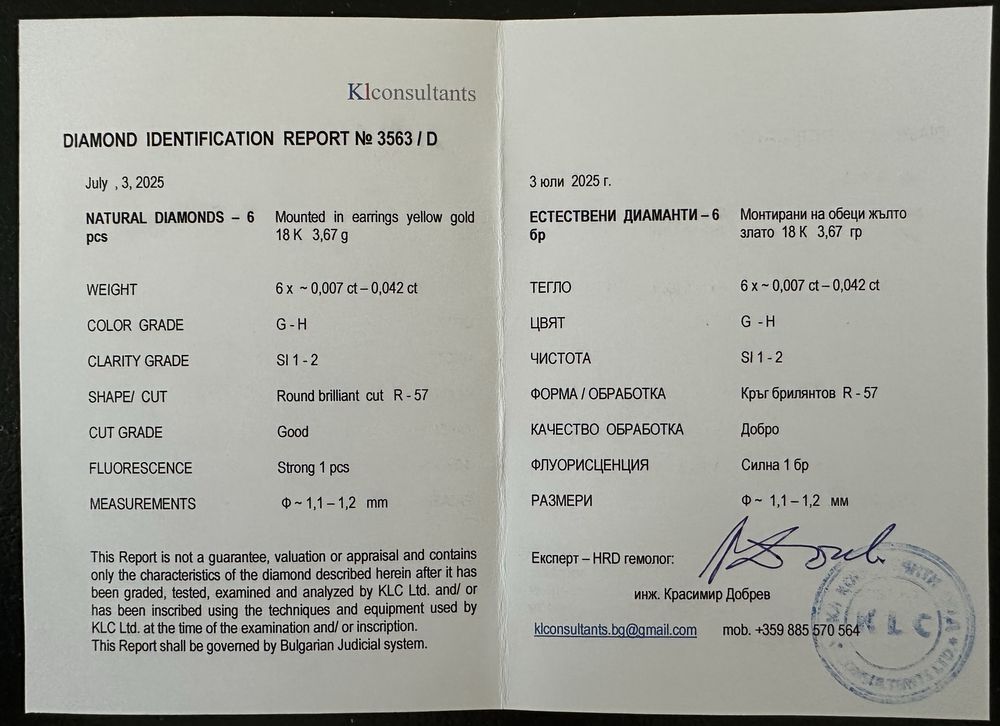 Klconsultants
DIAMOND IDENTIFICATION REPORT № 3563 / D
July , 3, 2025
NATURAL DIAMONDS – 6 pcs
Mounted in earrings yellow gold
18 K 3,67 g
WEIGHT 6 x ~ 0,007 ct – 0,042 ct
COLOR GRADE G - H
CLARITY GRADE SI 1 - 2
SHAPE/ CUT Round brilliant cut R - 57
CUT GRADE Good
FLUORESCENCE Strong 1 pcs
MEASUREMENTS Ф ~ 1,1 – 1,2 mm
This Report is not a guarantee, valuation or appraisal and contains
only the characteristics of the diamond described herein after it has
been graded, tested, examined and analyzed by KLC Ltd. and/ or
has been inscribed using the techniques and equipment used by
KLC Ltd. at the time of the examination and/ or inscription.
This Report shall be governed by Bulgarian Judicial system.
3 юли 2025 г.
ЕСТЕСТВЕНИ ДИАМАНТИ – 6 бр
Монтирани на обеци жълто
злато 18 К 3,67 гр
ТЕГЛО 6 x ~ 0,007 ct – 0,042 ct
ЦВЯТ G - H
ЧИСТОТА SI 1 - 2
ФОРМА / ОБРАБОТКА Кръг брилянтов R - 57
КАЧЕСТВО ОБРАБОТКА Добро
ФЛУОРИСЦЕНЦИЯ Силна 1 бр
РАЗМЕРИ Ф ~ 1,1 – 1,2 мм
Експерт – HRD гемолог:
инж. Красимир Добрев
klconsultants.bg@gmail.com mob. +359 885 570 564
KLC